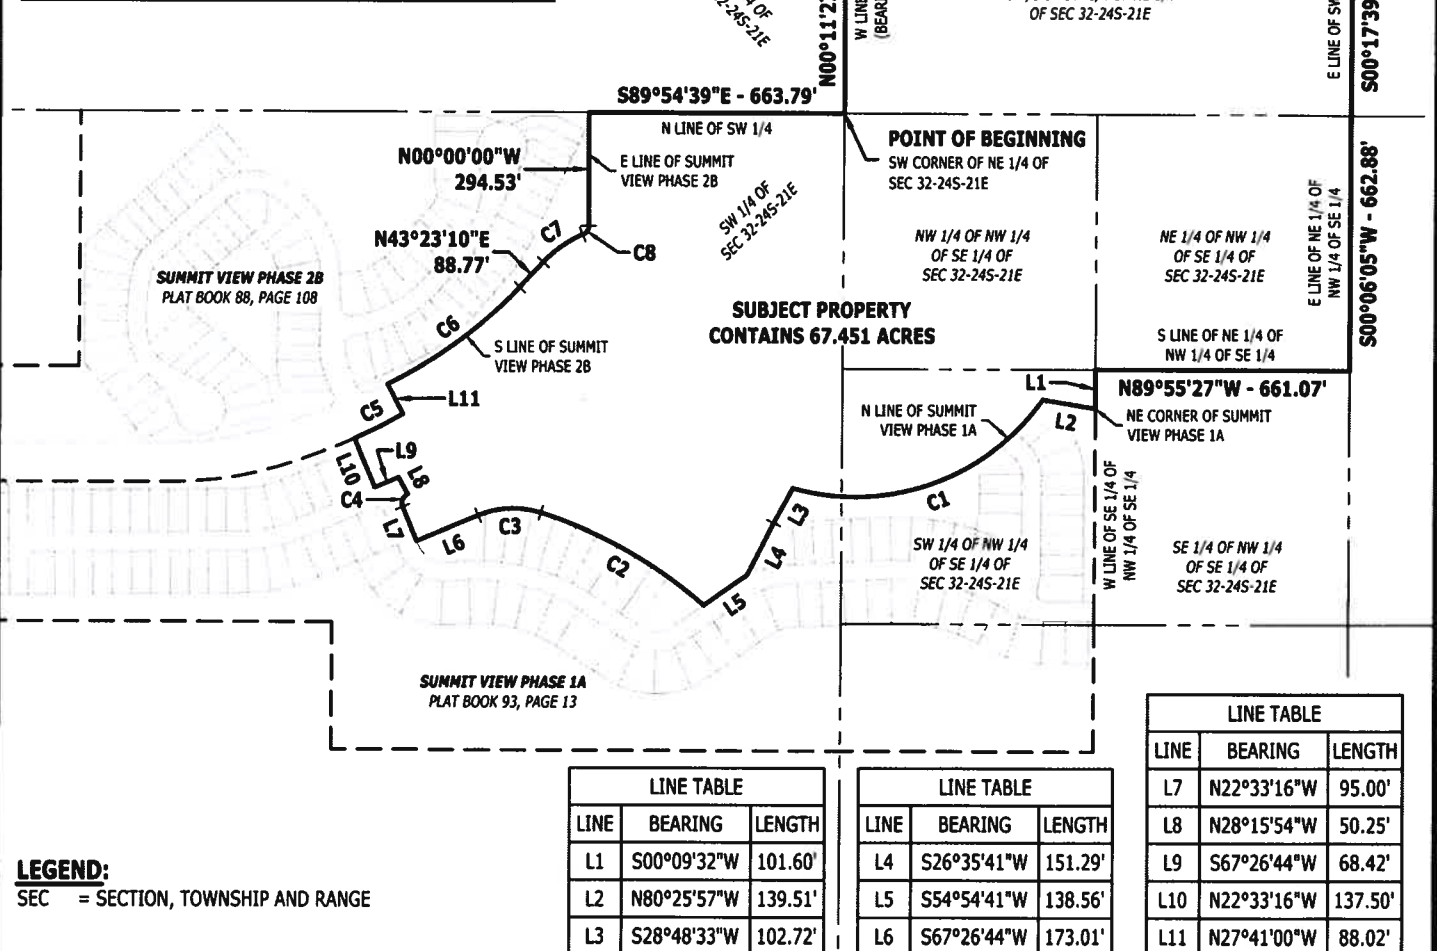 4 OF
2-24S-21E
N00°11'2
W LINE
(BEAR
OF SEC 32-24S-21E
E LINE OF SW
S00°17'39
S89°54'39"E - 663.79'
N LINE OF SW 1/4
POINT OF BEGINNING
SW CORNER OF NE 1/4 OF
SEC 32-24S-21E
N00°00'00"W
294.53'
E LINE OF SUMMIT
VIEW PHASE 2B
SW 1/4 OF
SEC 32-24S-21E
S00°06'05"W - 662.88'
E LINE OF NE 1/4 OF
NW 1/4 OF SE 1/4
N43°23'10"E
88.77'
C7
C8
NW 1/4 OF NW 1/4
OF SE 1/4 OF
SEC 32-24S-21E
NE 1/4 OF NW 1/4
OF SE 1/4 OF
SEC 32-24S-21E
SUMMIT VIEW PHASE 2B
PLAT BOOK 88, PAGE 108
SUBJECT PROPERTY
CONTAINS 67.451 ACRES
C6
S LINE OF SUMMIT
VIEW PHASE 2B
S LINE OF NE 1/4 OF
NW 1/4 OF SE 1/4
L1
N89°55'27"W - 661.07'
L11
C5
L2
N LINE OF SUMMIT
VIEW PHASE 1A
NE CORNER OF SUMMIT
VIEW PHASE 1A
L9
L10
L8
C4
L7
L6
C3
C2
L5
L4
L3
C1
W LINE OF SE 1/4 OF
NW 1/4 OF SE 1/4
SW 1/4 OF NW 1/4
OF SE 1/4 OF
SEC 32-24S-21E
SE 1/4 OF NW 1/4
OF SE 1/4 OF
SEC 32-24S-21E
SUMMIT VIEW PHASE 1A
PLAT BOOK 93, PAGE 13
LEGEND:
SEC = SECTION, TOWNSHIP AND RANGE
LINE TABLE
LINE BEARING LENGTH
L1 S00°09'32"W 101.60'
L2 N80°25'57"W 139.51'
L3 S28°48'33"W 102.72'
LINE TABLE
LINE BEARING LENGTH
L4 S26°35'41"W 151.29'
L5 S54°54'41"W 138.56'
L6 S67°26'44"W 173.01'
LINE TABLE
LINE BEARING LENGTH
L7 N22°33'16"W 95.00'
L8 N28°15'54"W 50.25'
L9 S67°26'44"W 68.42'
L10 N22°33'16"W 137.50'
L11 N27°41'00"W 88.02'